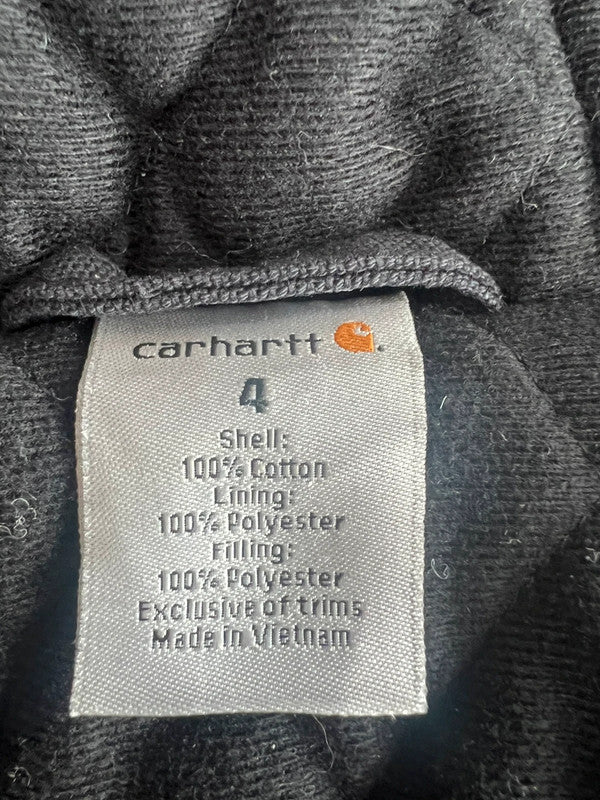 carhartt
4
Shell:
100% Cotton
Lining:
100% Polyester
Filling:
100% Polyester
Exclusive of trims
Made in Vietnam